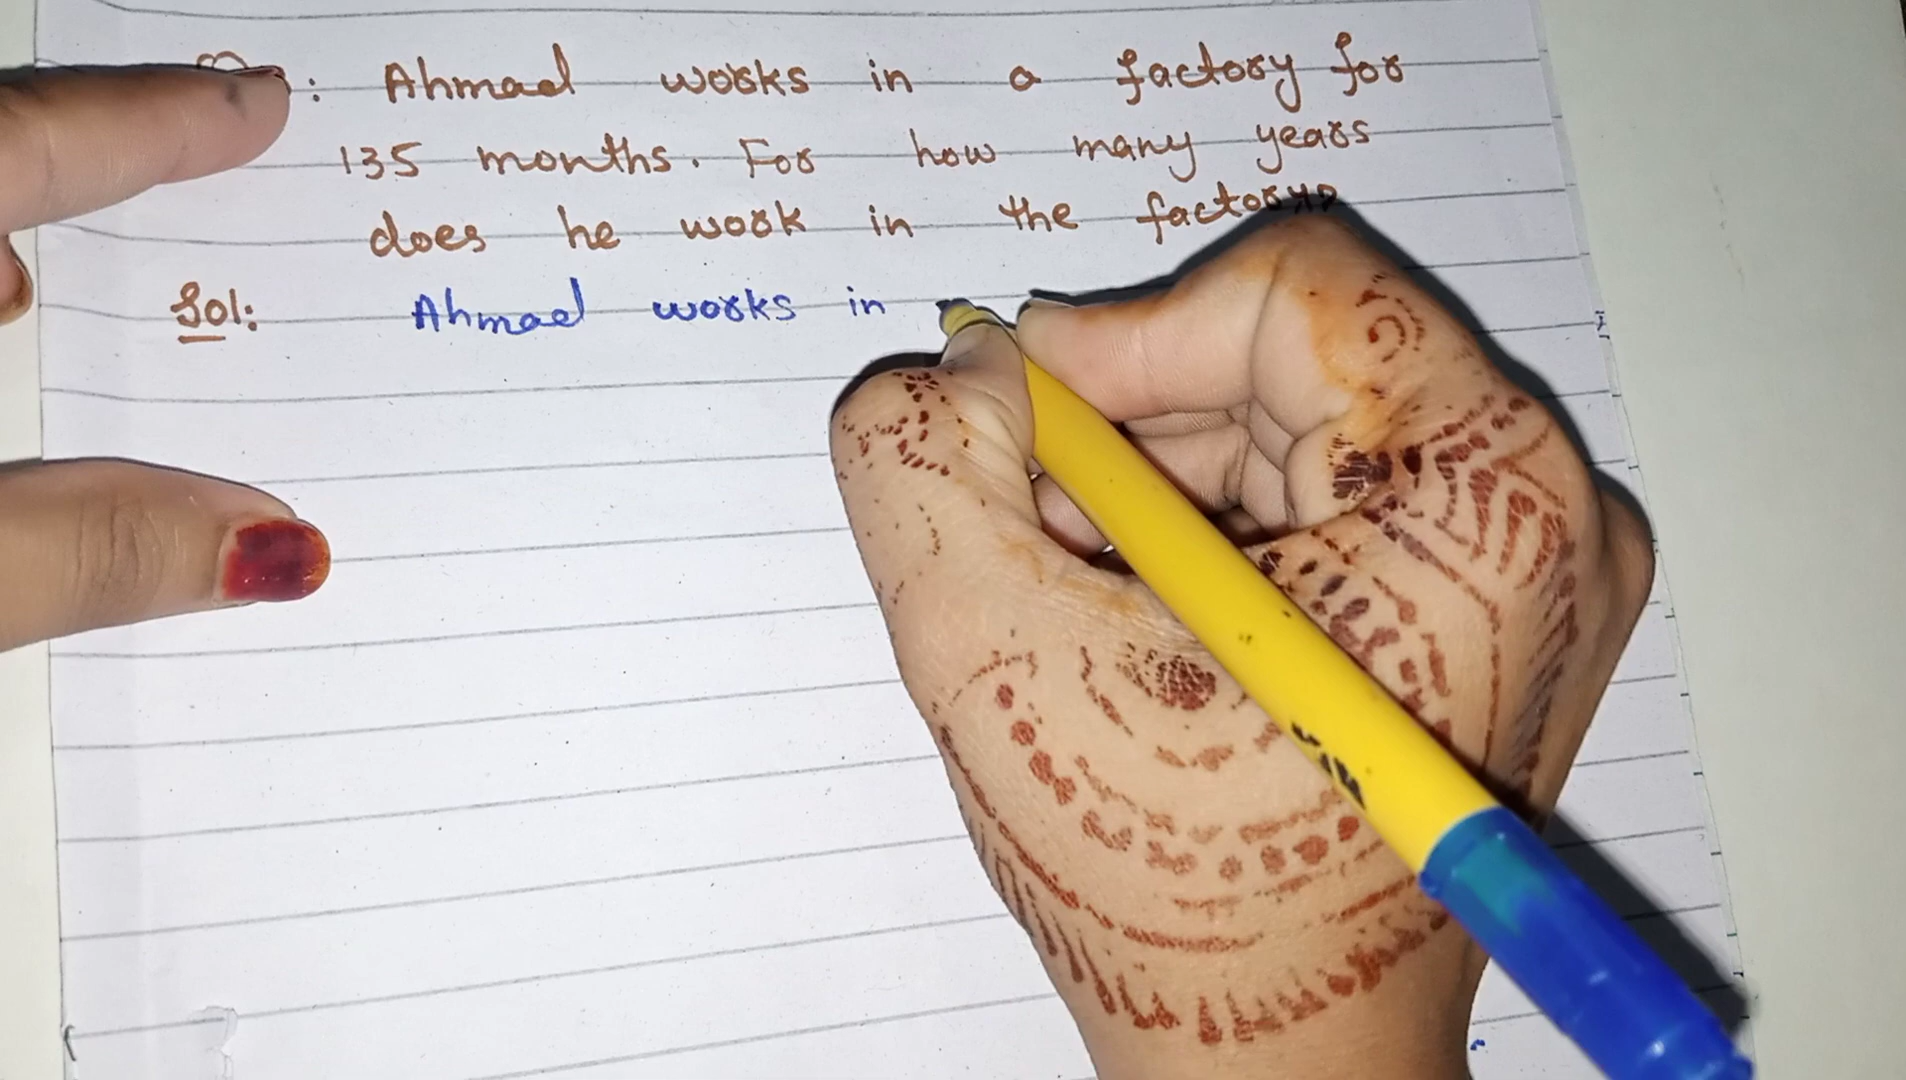 : Ahmad works in a factory for
135 months. For how many years
does he work in the factory?
Sol: Ahmad works in